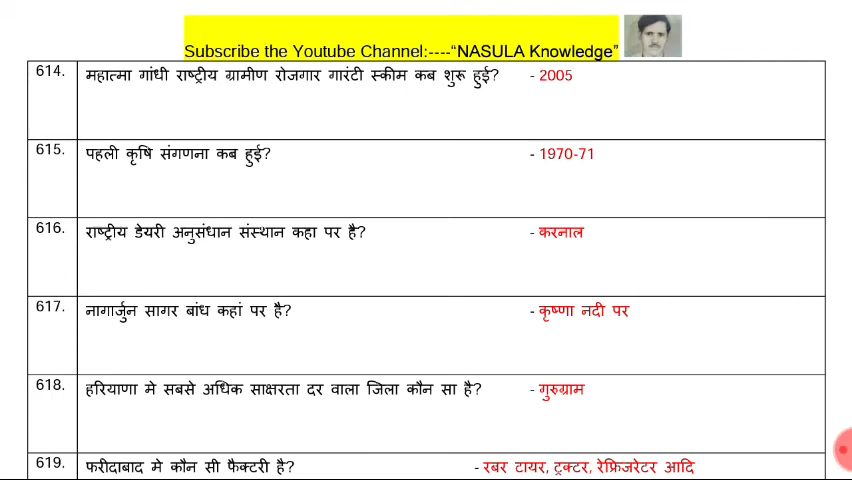 Subscribe the Youtube Channel:----“NASULA Knowledge”
614. महात्मा गांधी राष्ट्रीय ग्रामीण रोजगार गारंटी स्कीम कब शुरू हुई? - 2005
615. पहली कृषि संगणना कब हुई? - 1970-71
616. राष्ट्रीय डेयरी अनुसंधान संस्थान कहा पर है? - करनाल
617. नागार्जुन सागर बांध कहां पर है? - कृष्णा नदी पर
618. हरियाणा मे सबसे अधिक साक्षरता दर वाला जिला कौन सा है? - गुरुग्राम
619. फरीदाबाद मे कौन सी फैक्टरी है? - रबर टायर, ट्रक्टर, रेफ्रिजरेटर आदि